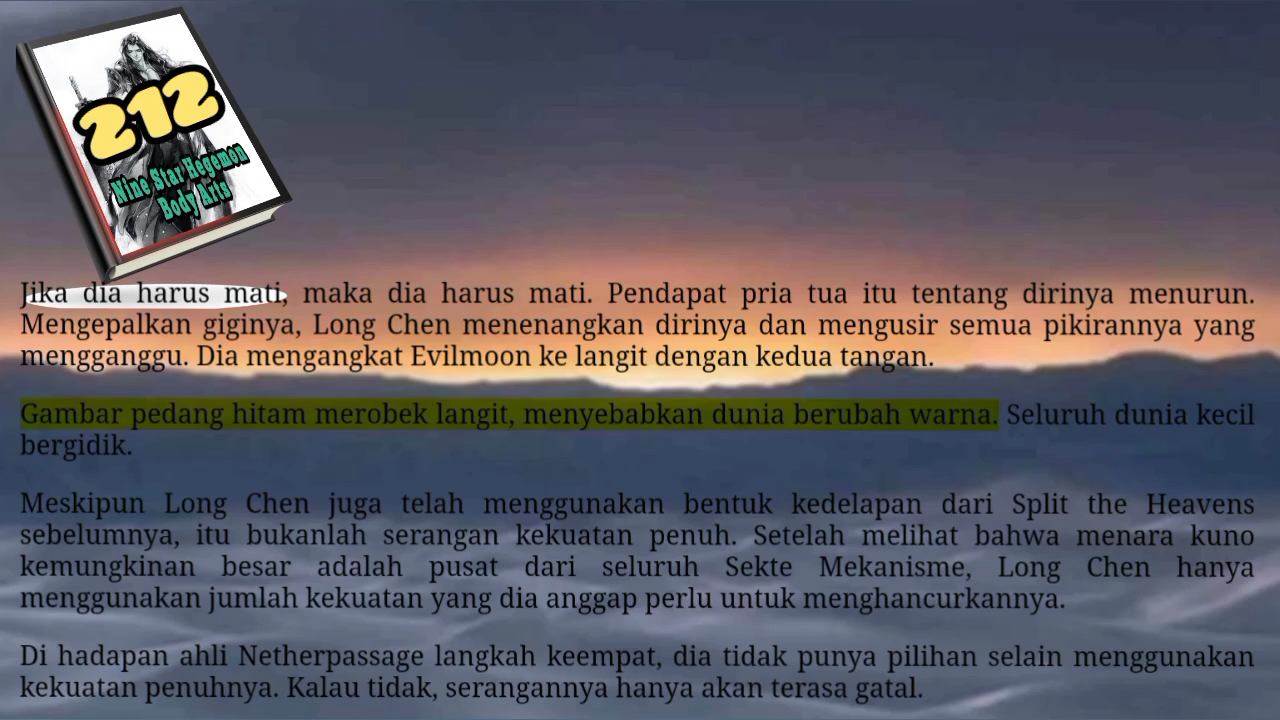 212
Nine Star Hegemon
Body Arts
Jika dia harus mati, maka dia harus mati. Pendapat pria tua itu tentang dirinya menurun.
Mengepalkan giginya, Long Chen menenangkan dirinya dan mengusir semua pikirannya yang
mengganggu. Dia mengangkat Evilmoon ke langit dengan kedua tangan.
Gambar pedang hitam merobek langit, menyebabkan dunia berubah warna. Seluruh dunia kecil
bergidik.
Meskipun Long Chen juga telah menggunakan bentuk kedelapan dari Split the Heavens
sebelumnya, itu bukanlah serangan kekuatan penuh. Setelah melihat bahwa menara kuno
kemungkinan besar adalah pusat dari seluruh Sekte Mekanisme, Long Chen hanya
menggunakan jumlah kekuatan yang dia anggap perlu untuk menghancurkannya.
Di hadapan ahli Netherpassage langkah keempat, dia tidak punya pilihan selain menggunakan
kekuatan penuhnya. Kalau tidak, serangannya hanya akan terasa gatal.